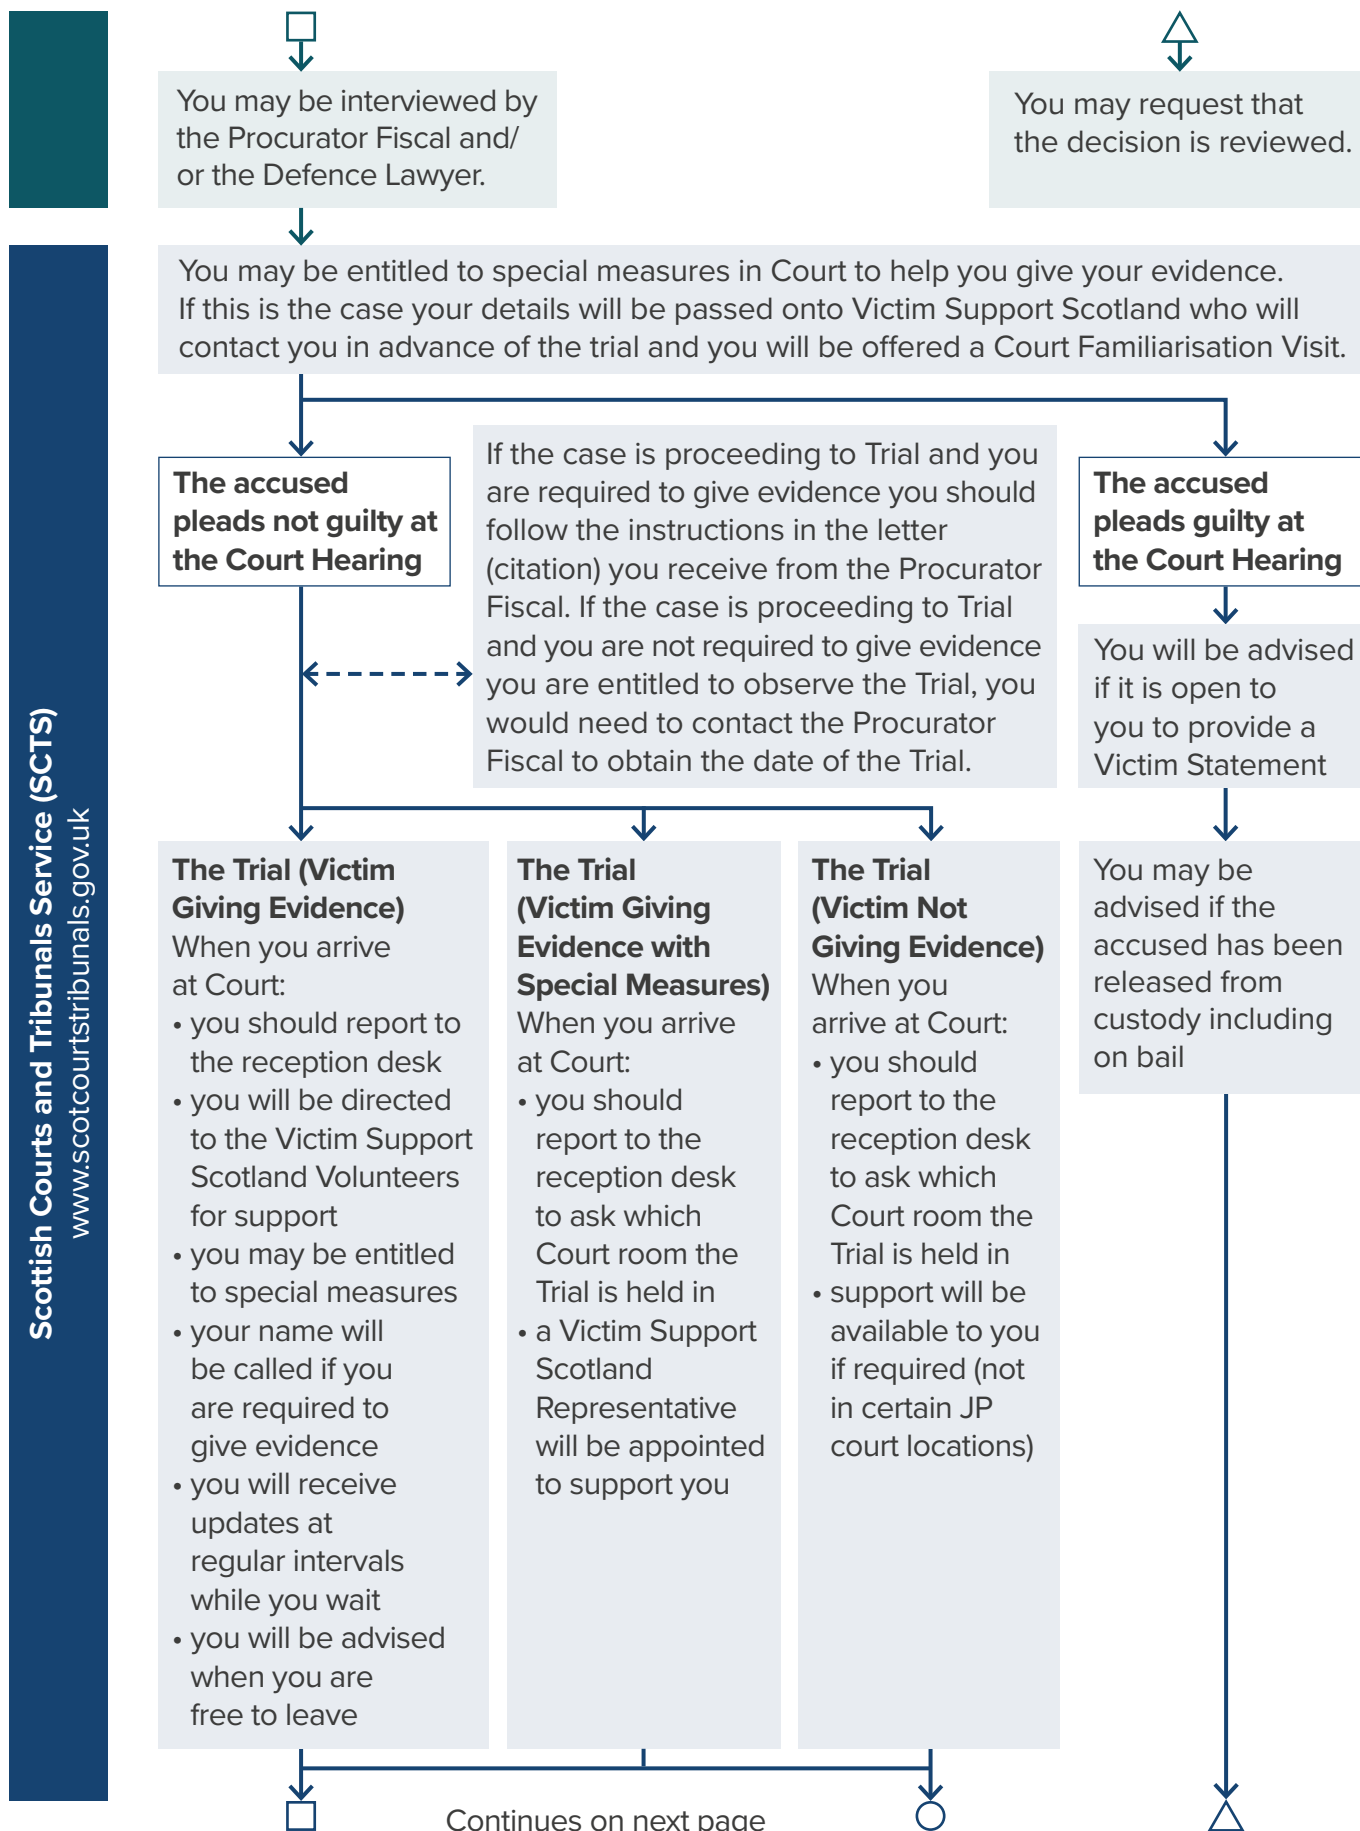 You may be interviewed by
the Procurator Fiscal and/
or the Defence Lawyer.
You may request that
the decision is reviewed.
Scottish Courts and Tribunals Service (SCTS)
www.scotcourtstribunals.gov.uk
You may be entitled to special measures in Court to help you give your evidence.
If this is the case your details will be passed onto Victim Support Scotland who will
contact you in advance of the trial and you will be offered a Court Familiarisation Visit.
The accused
pleads not guilty at
the Court Hearing
If the case is proceeding to Trial and you
are required to give evidence you should
follow the instructions in the letter
(citation) you receive from the Procurator
Fiscal. If the case is proceeding to Trial
and you are not required to give evidence
you are entitled to observe the Trial, you
would need to contact the Procurator
Fiscal to obtain the date of the Trial.
The accused
pleads guilty at
the Court Hearing
You will be advised
if it is open to
you to provide a
Victim Statement
The Trial (Victim
Giving Evidence)
When you arrive
at Court:
• you should report to
the reception desk
• you will be directed
to the Victim Support
Scotland Volunteers
for support
• you may be entitled
to special measures
• your name will
be called if you
are required to
give evidence
• you will receive
updates at
regular intervals
while you wait
• you will be advised
when you are
free to leave
The Trial
(Victim Giving
Evidence with
Special Measures)
When you arrive
at Court:
• you should
report to the
reception desk
to ask which
Court room the
Trial is held in
• a Victim Support
Scotland
Representative
will be appointed
to support you
The Trial
(Victim Not
Giving Evidence)
When you
arrive at Court:
• you should
report to the
reception desk
to ask which
Court room the
Trial is held in
• support will be
available to you
if required (not
in certain JP
court locations)
You may be
advised if the
accused has been
released from
custody including
on bail
Continues on next page